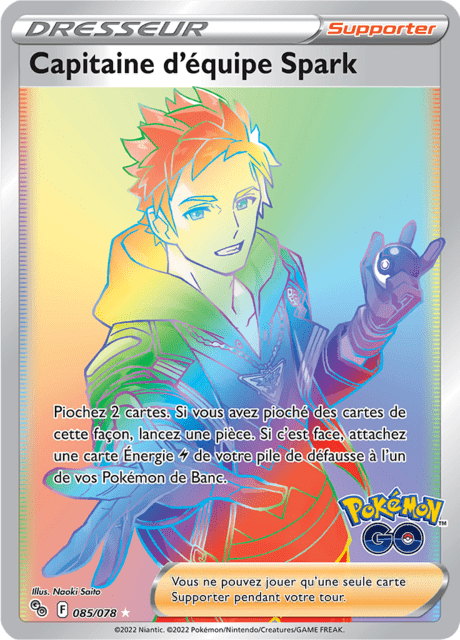 DRESSEUR Supporter
Capitaine d'équipe Spark
Piochez 2 cartes. Si vous avez pioché des cartes de
cette façon, lancez une pièce. Si c'est face, attachez
une carte Énergie de votre pile de défausse à l'un
de vos Pokémon de Banc.
POKÉMON™
GO
Illus. Naoki Saito
Vous ne pouvez jouer qu'une seule carte
Supporter pendant votre tour.
F 085/078
©2022 Niantic. ©2022 Pokémon/Nintendo/Creatures/GAME FREAK.